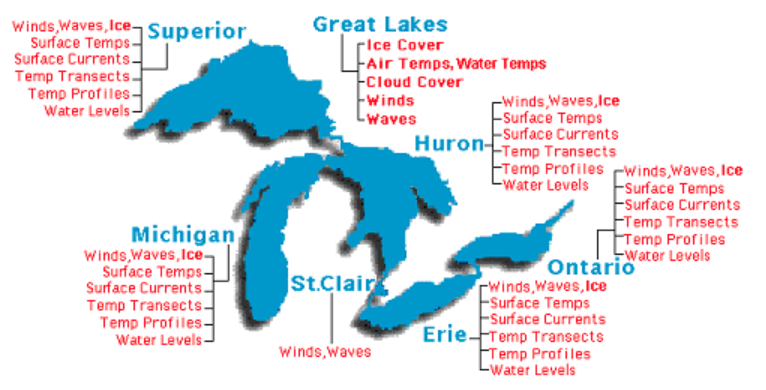 Superior
Winds,Waves,Ice
Surface Temps
Surface Currents
Temp Transects
Temp Profiles
Water Levels
Great Lakes
Ice Cover
Air Temps, Water Temps
Cloud Cover
Winds
Waves
Huron
Winds,Waves,Ice
Surface Temps
Surface Currents
Temp Transects
Temp Profiles
Water Levels
Ontario
Winds,Waves,Ice
Surface Temps
Surface Currents
Temp Transects
Temp Profiles
Water Levels
Michigan
Winds,Waves,Ice
Surface Temps
Surface Currents
Temp Transects
Temp Profiles
Water Levels
St.Clair
Winds,Waves
Erie
Winds,Waves,Ice
Surface Temps
Surface Currents
Temp Transects
Temp Profiles
Water Levels